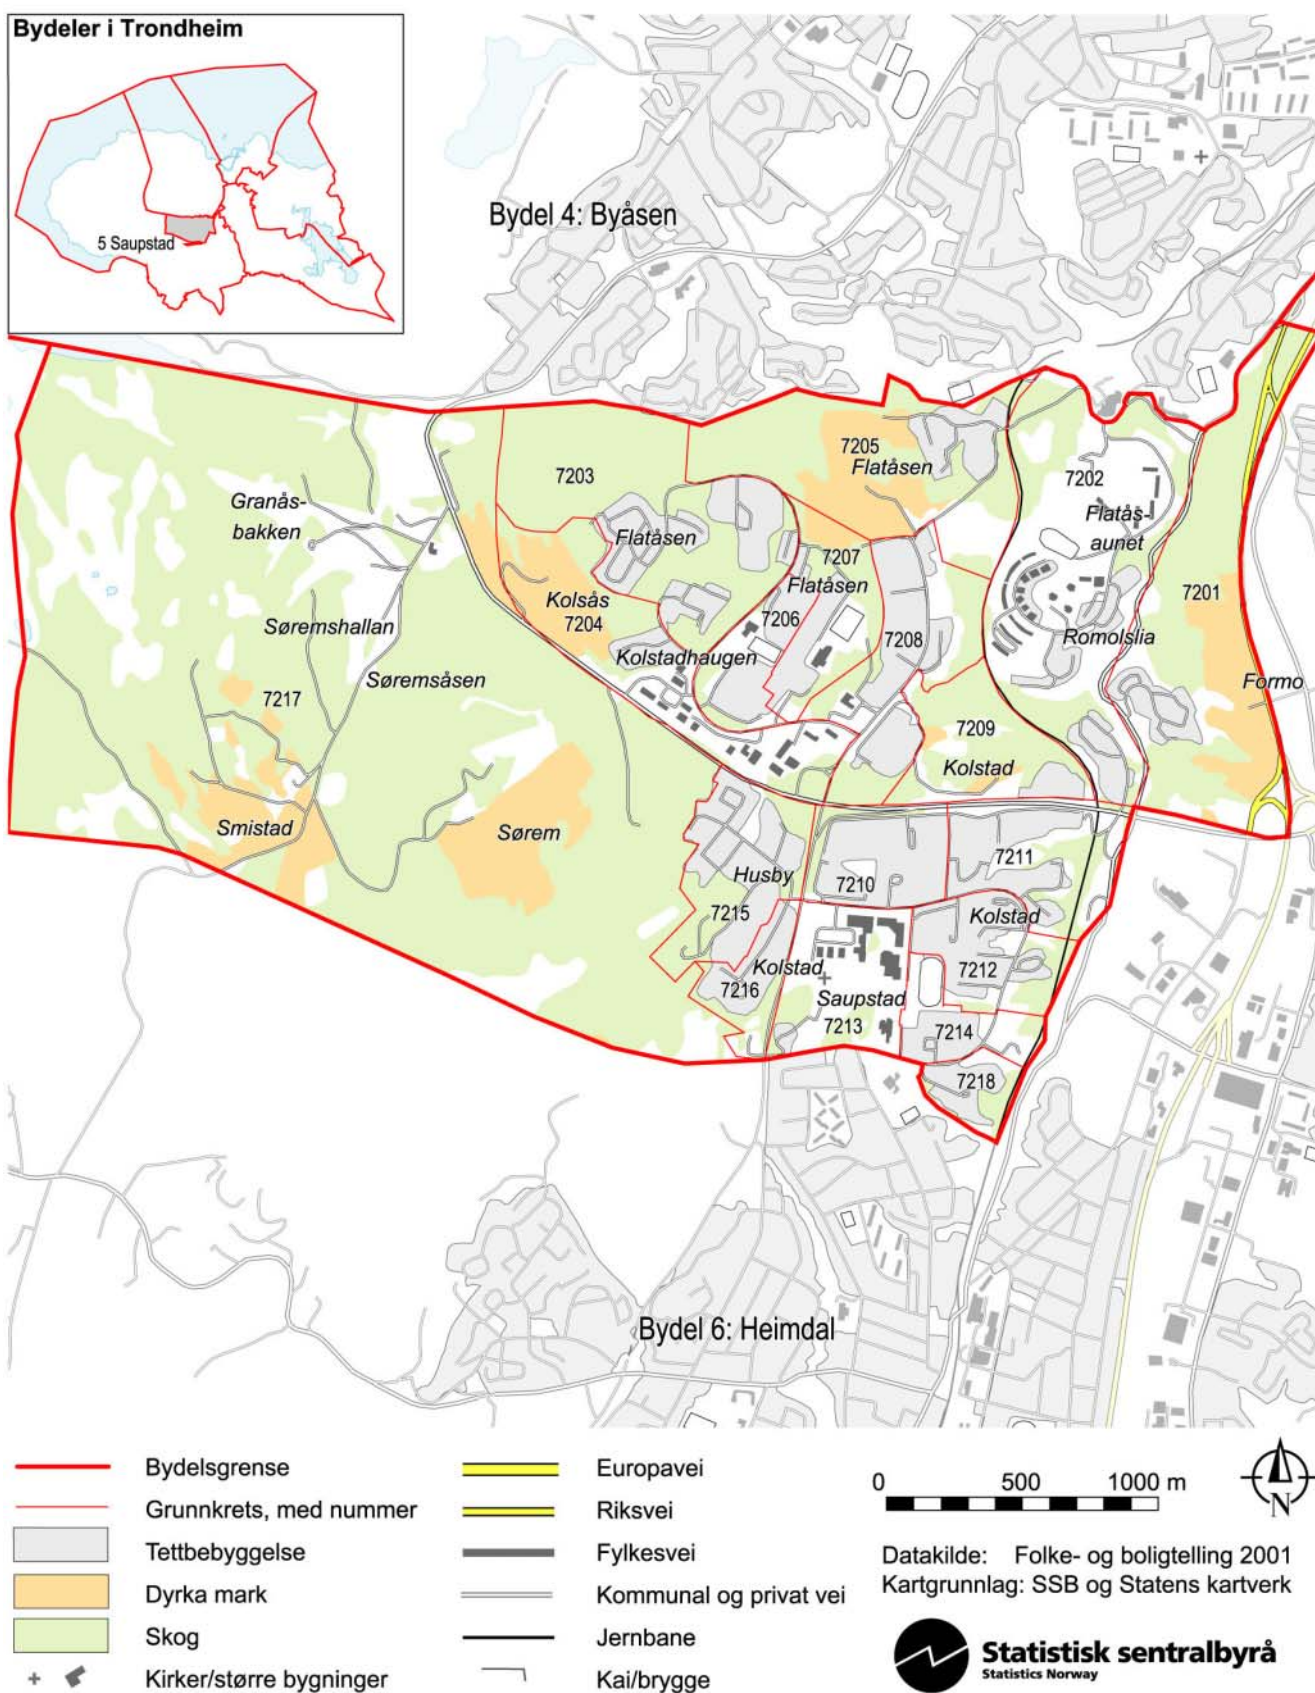 Bydeler i Trondheim
5 Saupstad
Bydel 4: Byåsen
7205
Flatåsen
7203
7202
Granås-
bakken
Flatås-
aunet
Flatåsen
7207
Flatåsen
7201
Kolsås
7204
7206
Søremshallan
Romolslia
7208
Kolstadhaugen
Søremsåsen
Formo
7217
7209
Kolstad
Smistad
Sørem
7211
Husby
7210
7215
Kolstad
Kolstad
7212
7216
Saupstad
7213
7214
7218
Bydel 6: Heimdal
Bydelsgrense
Grunnkrets, med nummer
Tettbebyggelse
Dyrka mark
Skog
Kirker/større bygninger
Europavei
Riksvei
Fylkesvei
Kommunal og privat vei
Jernbane
Kai/brygge
0 500 1000 m
N
Datakilde: Folke- og boligtelling 2001
Kartgrunnlag: SSB og Statens kartverk
Statistisk sentralbyrå
Statistics Norway